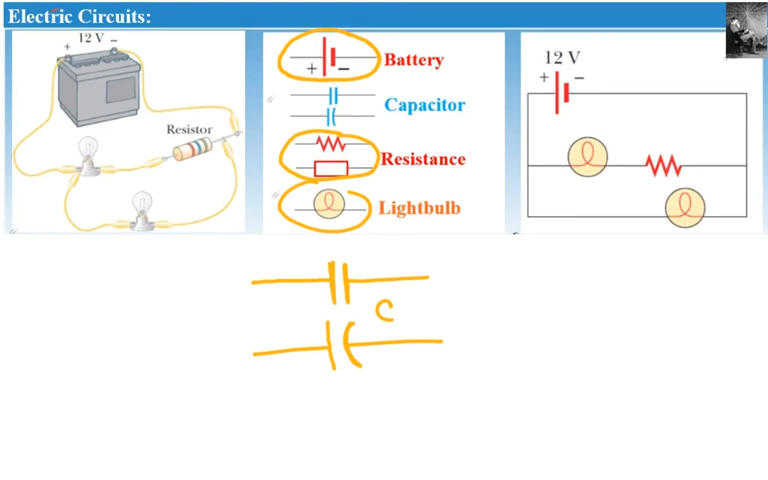 Electric Circuits:
12 V
+ −
Resistor
+ −
Battery
Capacitor
Resistance
Lightbulb
12 V
+ −
C